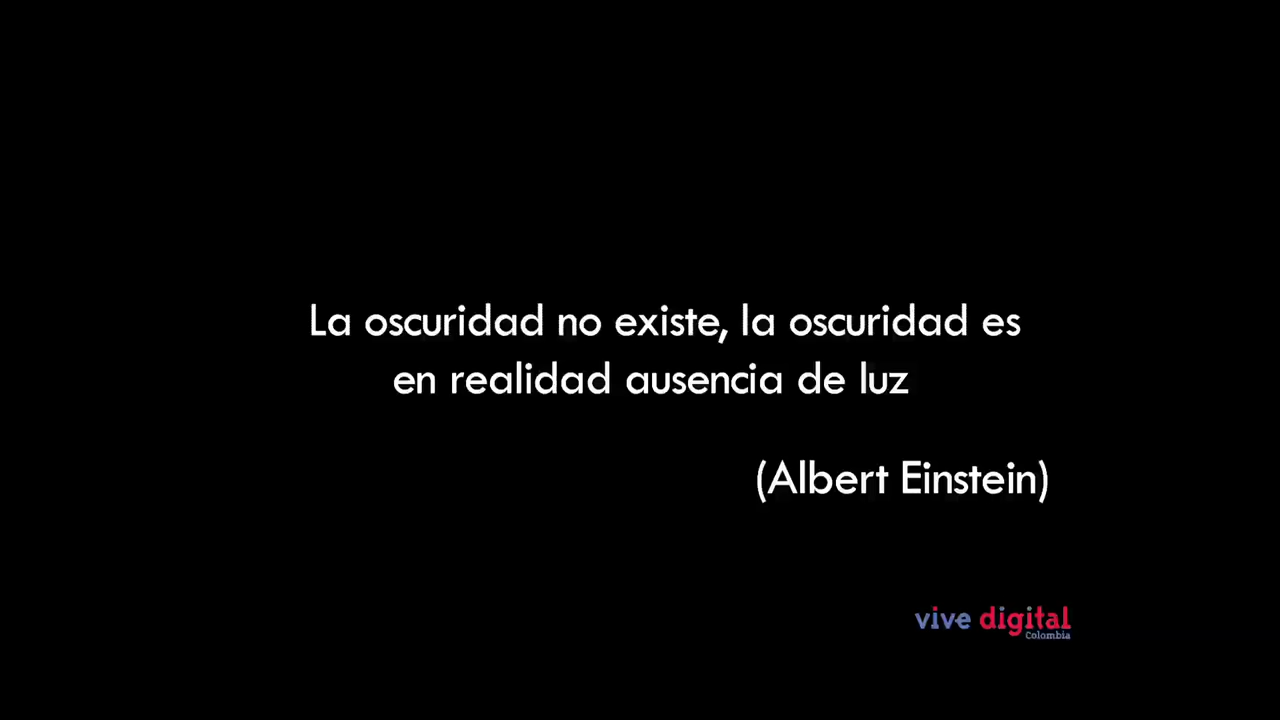 La oscuridad no existe, la oscuridad es
en realidad ausencia de luz
(Albert Einstein)
vive digital
Colombia